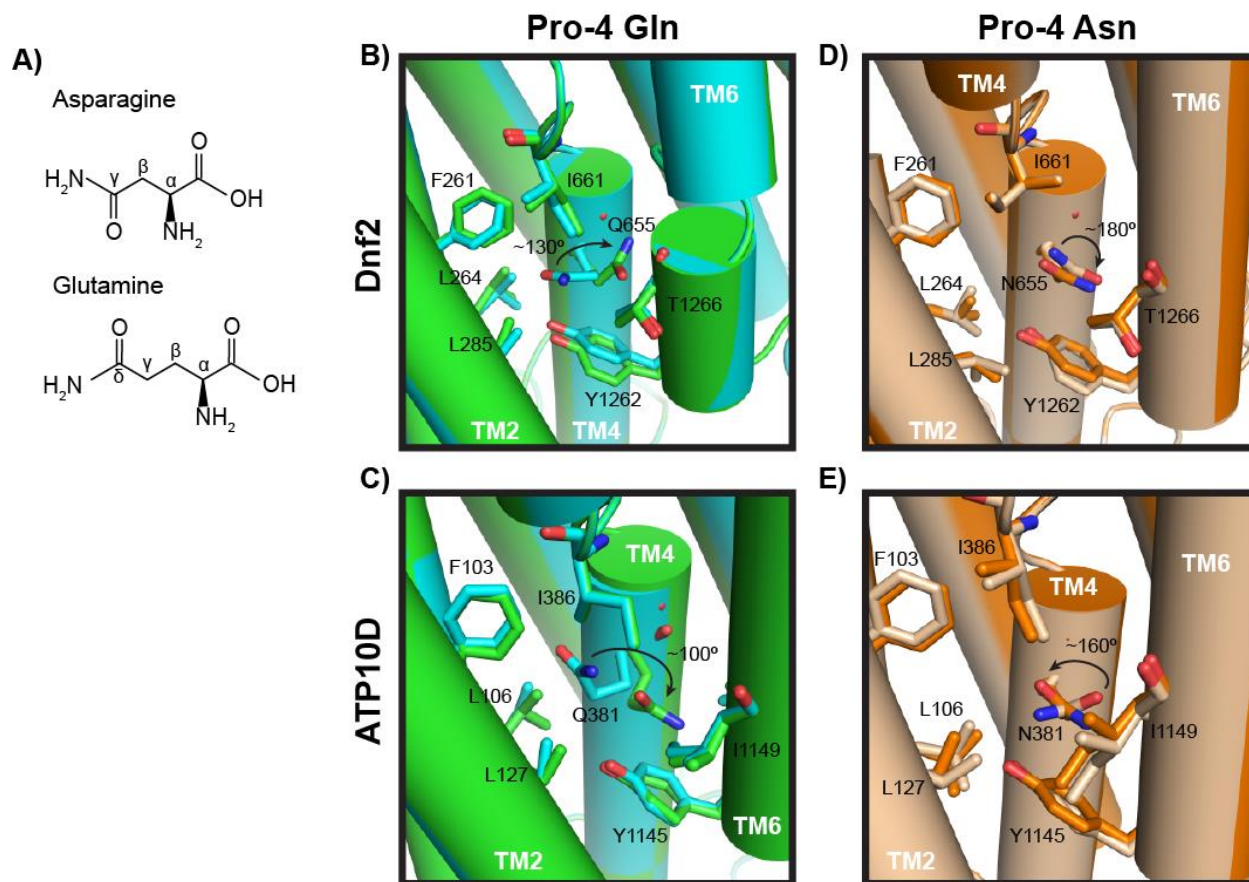 Pro-4 Gln
Pro-4 Asn
A)
Asparagine
H₂N
γ
β
α
O
O
OH
NH₂
Glutamine
O
H₂N
δ
γ
β
α
O
OH
NH₂
Dnf2
ATP10D
B)
TM6
F261
I661
Q655
~130º
L264
L285
T1266
Y1262
TM2
TM4
D)
TM4
TM6
F261
I661
~180º
L264
N655
T1266
L285
Y1262
TM2
C)
TM4
F103
I386
~100º
L106
Q381
I1149
L127
Y1145
TM6
TM2
E)
I386
TM6
F103
TM4
~160º
L106
N381
I1149
L127
Y1145
TM2